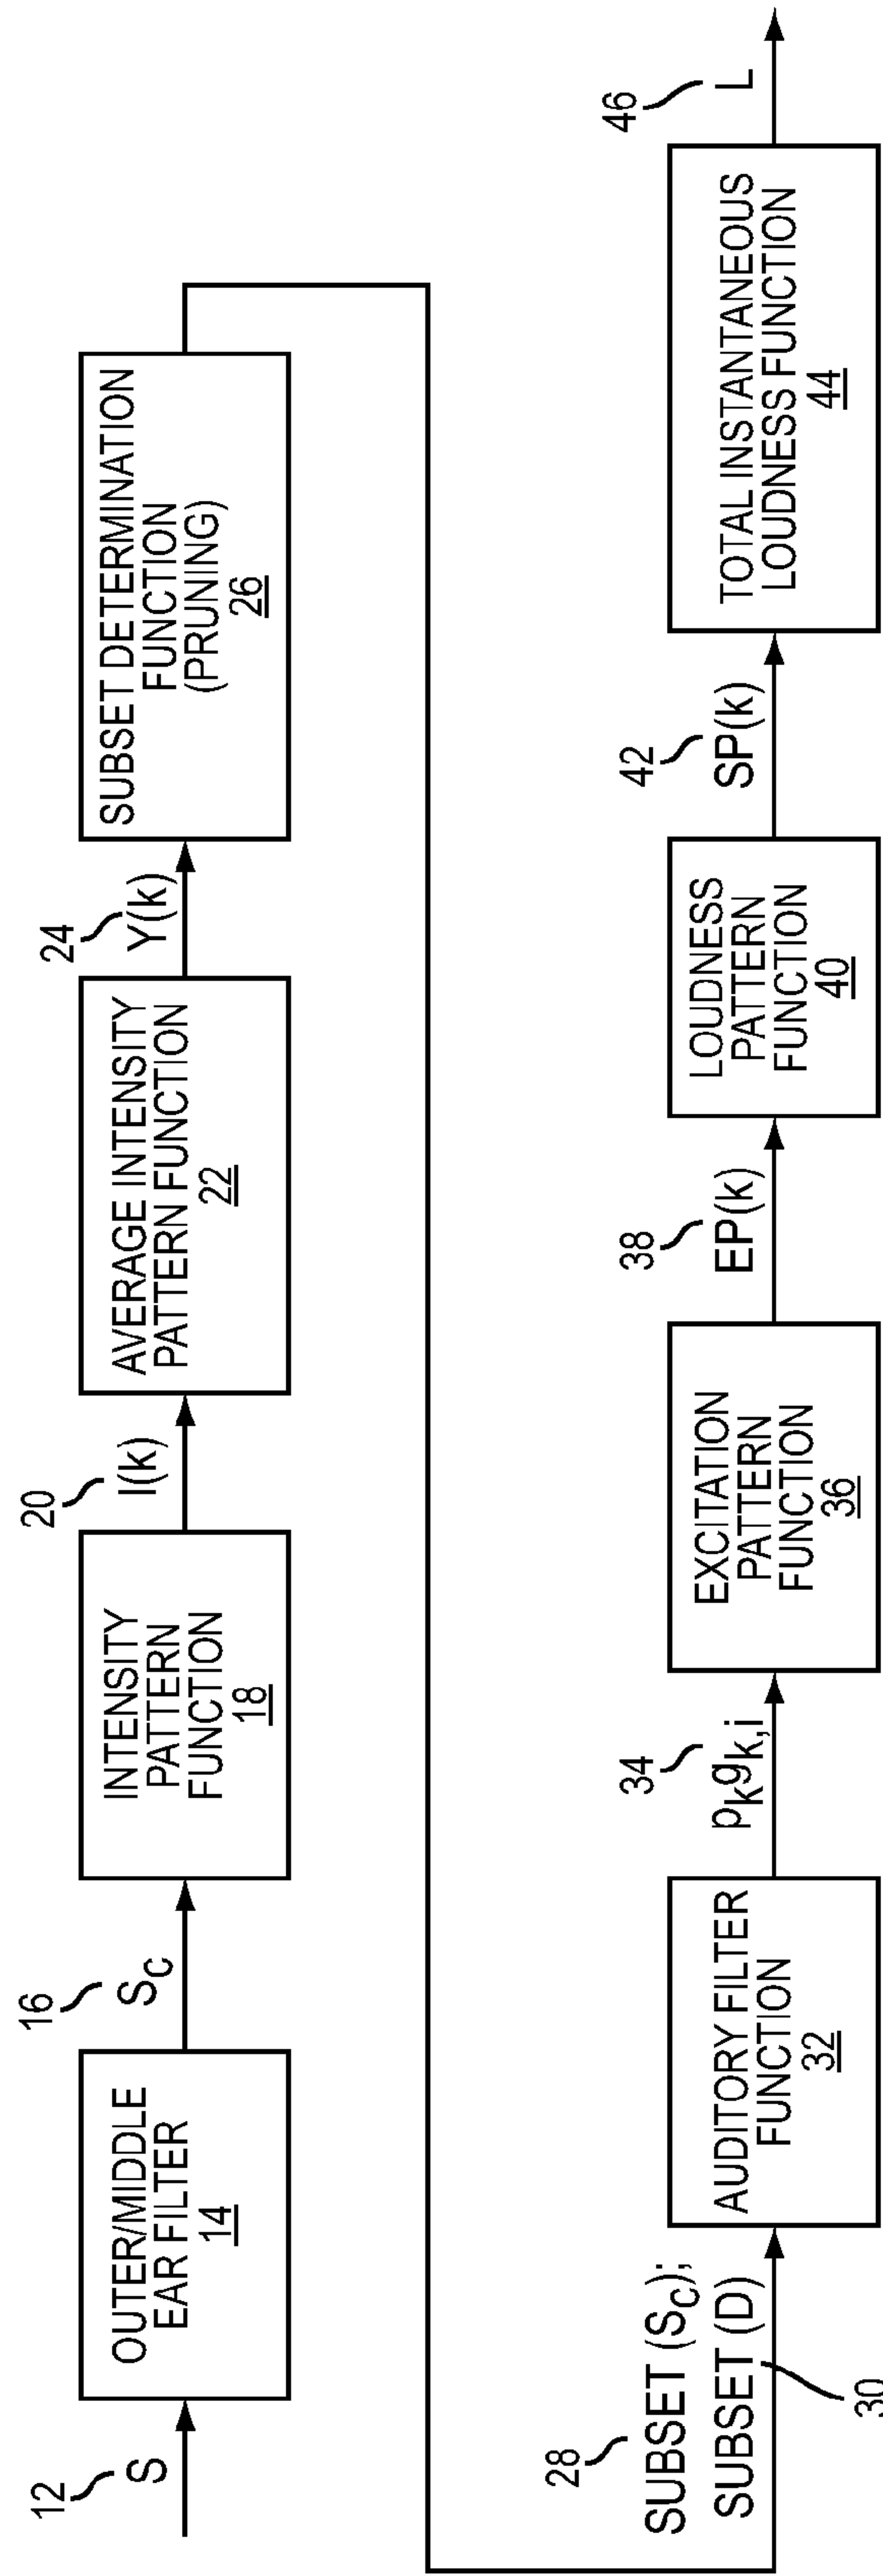 12
S
OUTER/MIDDLE
EAR FILTER
14
16
Sc
INTENSITY
PATTERN
FUNCTION
18
20
I(k)
AVERAGE INTENSITY
PATTERN FUNCTION
22
24
Y(k)
SUBSET DETERMINATION
FUNCTION
(PRUNING)
26
28
SUBSET (Sc);
SUBSET (D)
30
AUDITORY FILTER
FUNCTION
32
34
pkgk,i
EXCITATION
PATTERN
FUNCTION
36
38
EP(k)
LOUDNESS
PATTERN
FUNCTION
40
42
SP(k)
TOTAL INSTANTANEOUS
LOUDNESS FUNCTION
44
46
L